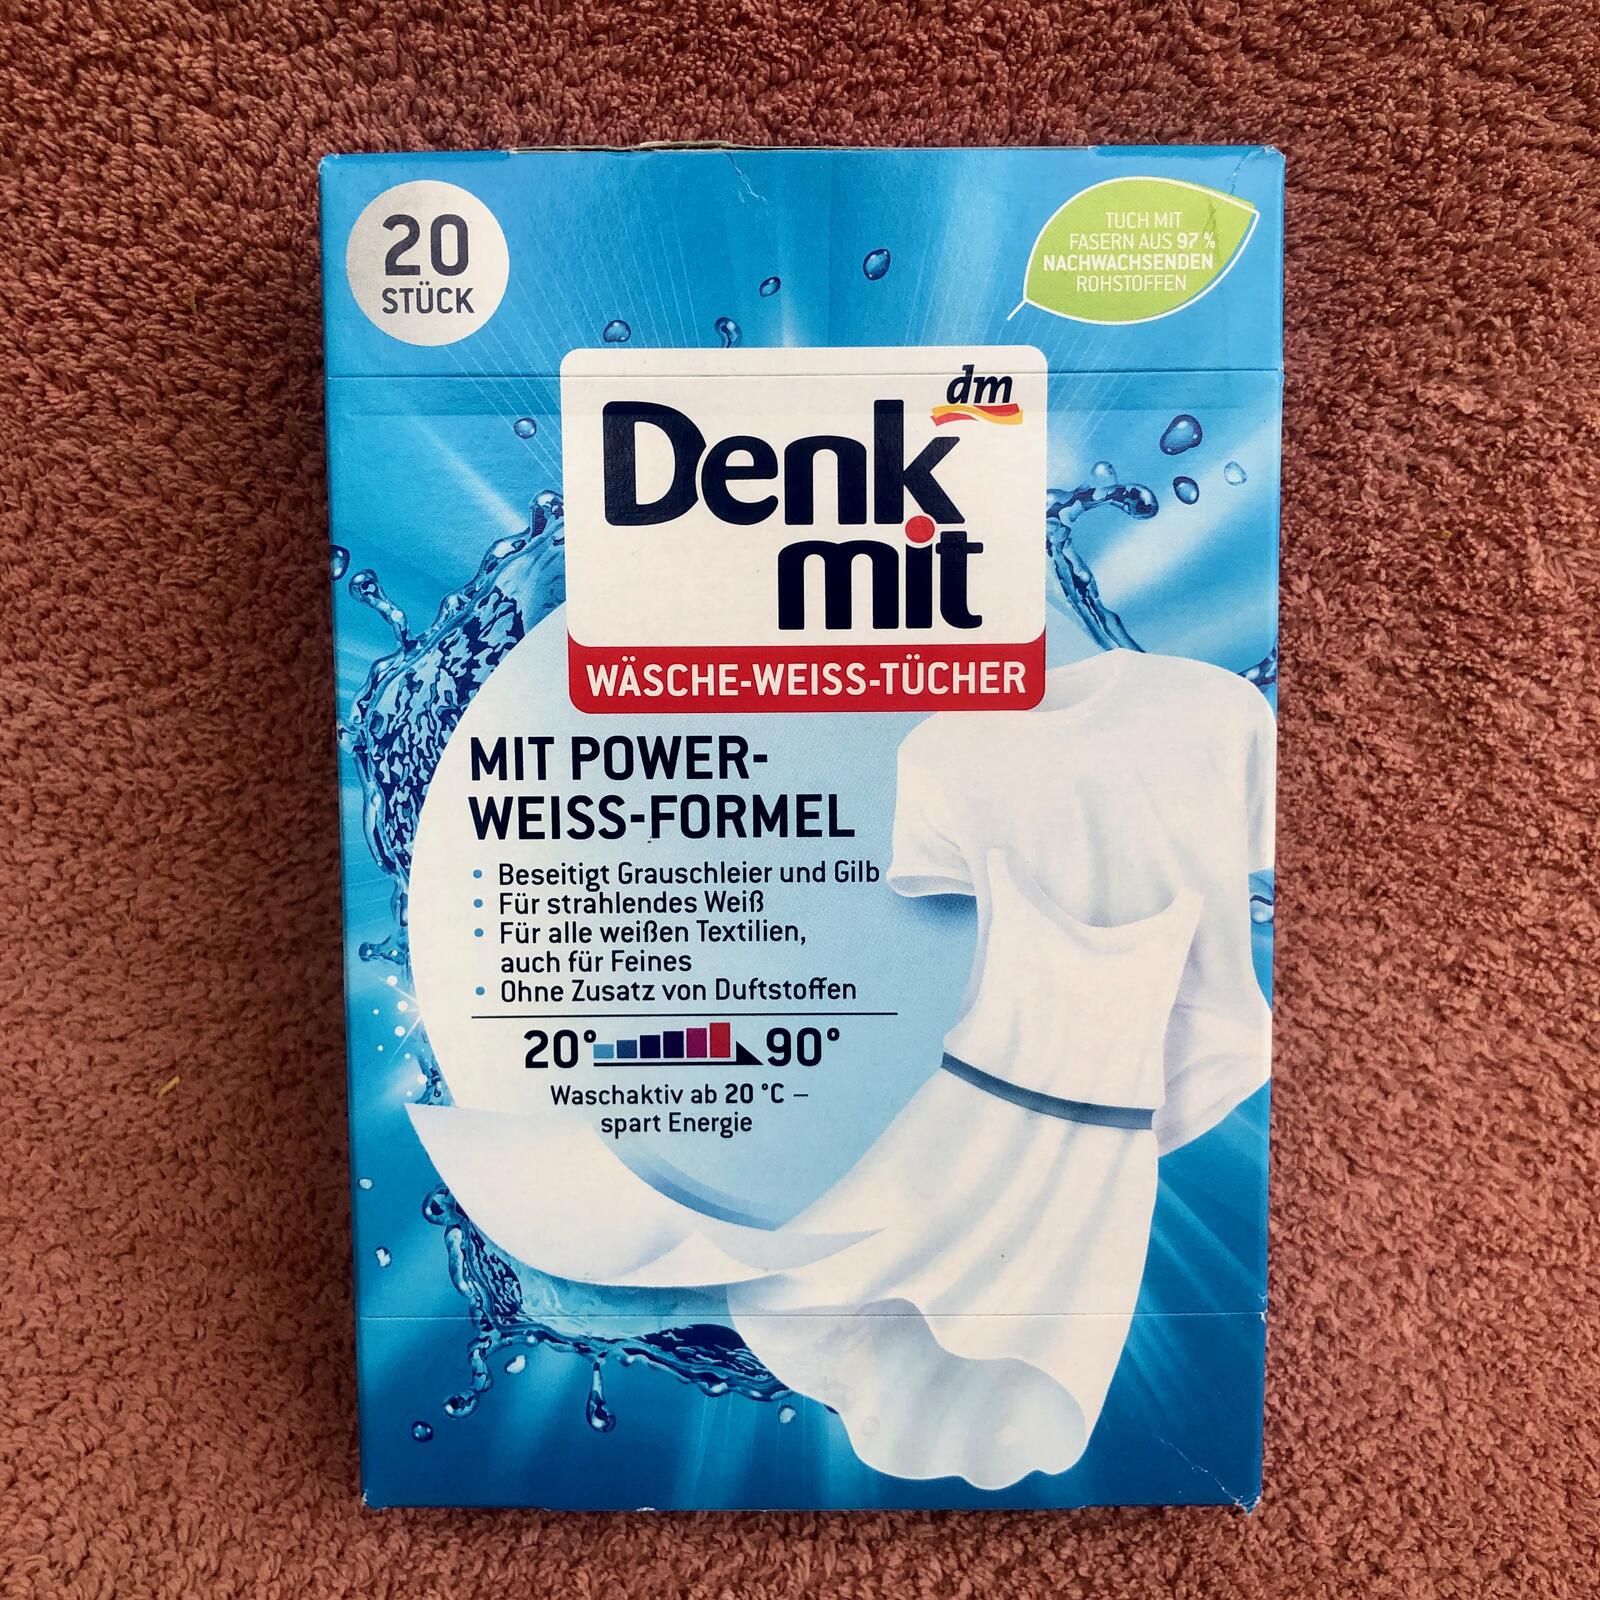 20
STÜCK
TUCH MIT
FASERN AUS 97 %
NACHWACHSENDEN
ROHSTOFFEN
dm
Denk
mit
WÄSCHE-WEISS-TÜCHER
MIT POWER-
WEISS-FORMEL
• Beseitigt Grauschleier und Gilb
• Für strahlendes Weiß
• Für alle weißen Textilien,
auch für Feines
• Ohne Zusatz von Duftstoffen
20° 90°
Waschaktiv ab 20 °C –
spart Energie